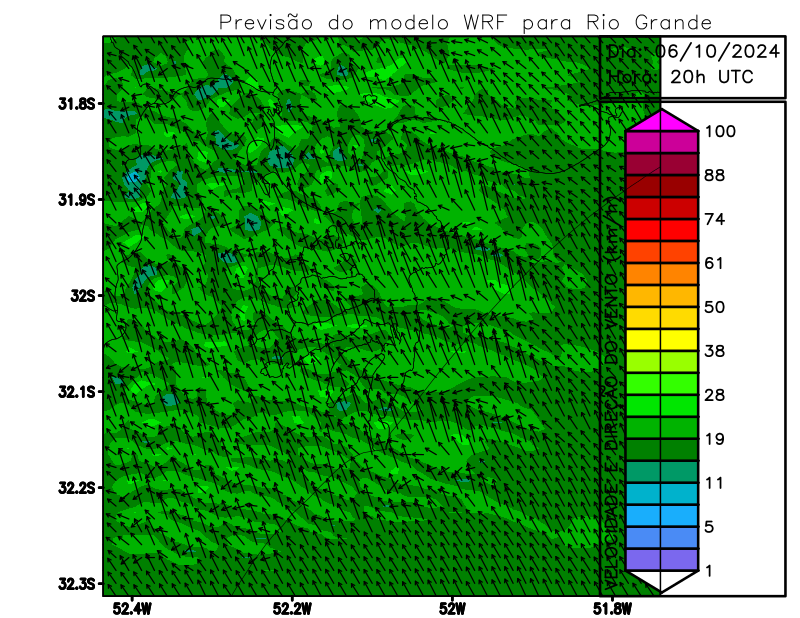 Previsão do modelo WRF para Rio Grande
Dia: 06/10/2024
Hora: 20h UTC
31.8S
31.9S
32S
32.1S
32.2S
32.3S
52.4W
52.2W
52W
51.8W
VELOCIDADE E DIREÇÃO DO VENTO (km/h)
100
88
74
61
50
38
28
19
11
5
1